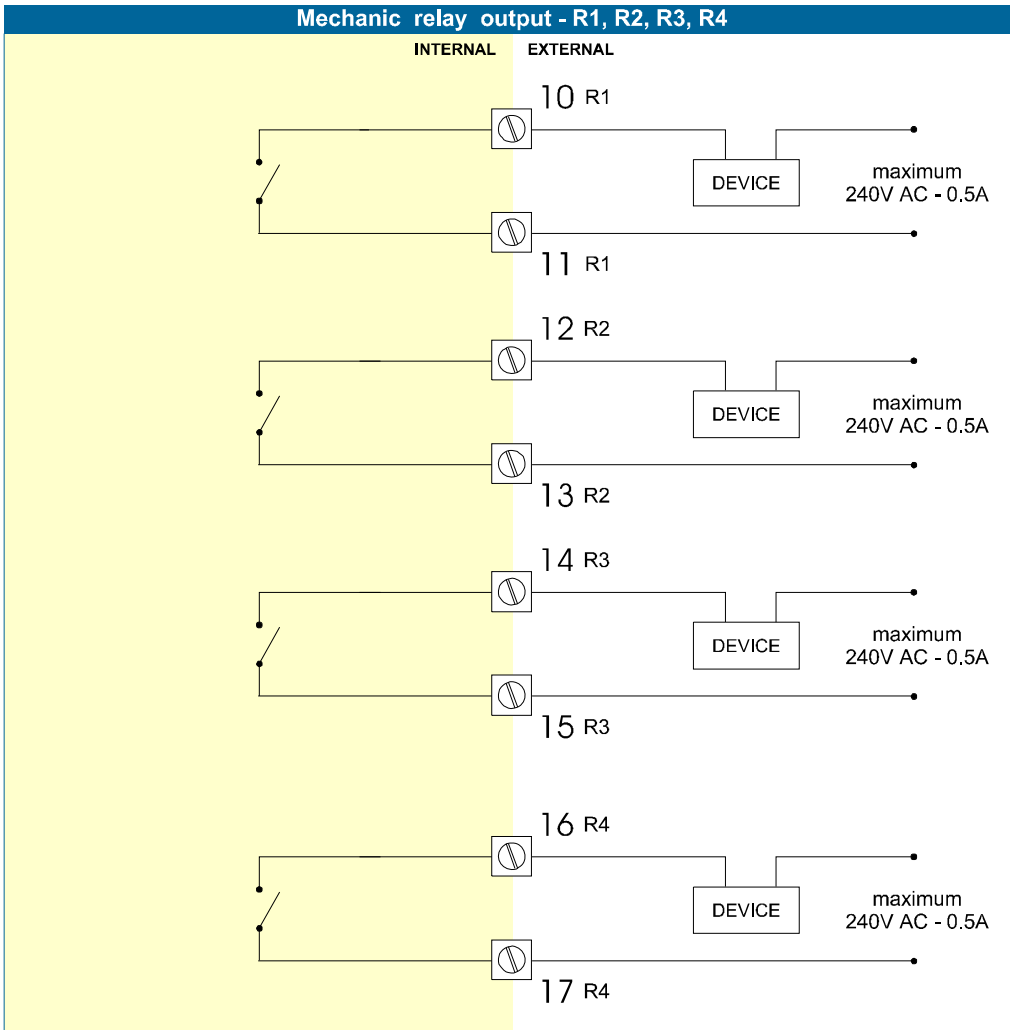 Mechanic relay output - R1, R2, R3, R4
INTERNAL EXTERNAL
10 R1
DEVICE
maximum
240V AC - 0.5A
11 R1
12 R2
DEVICE
maximum
240V AC - 0.5A
13 R2
14 R3
DEVICE
maximum
240V AC - 0.5A
15 R3
16 R4
DEVICE
maximum
240V AC - 0.5A
17 R4